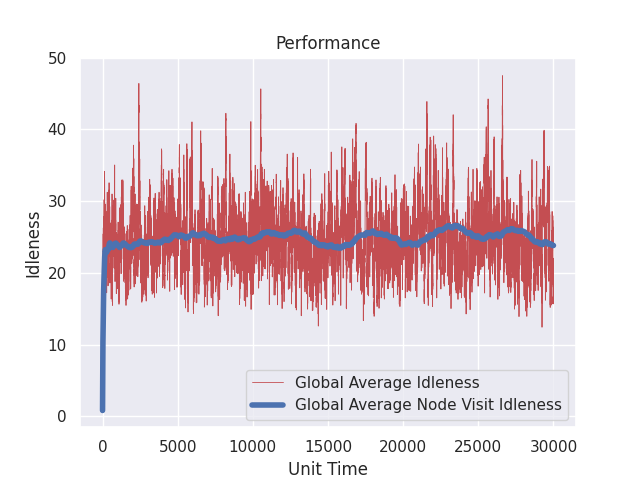 Performance
50
40
30
20
10
0
Idleness
Global Average Idleness
Global Average Node Visit Idleness
0 5000 10000 15000 20000 25000 30000
Unit Time